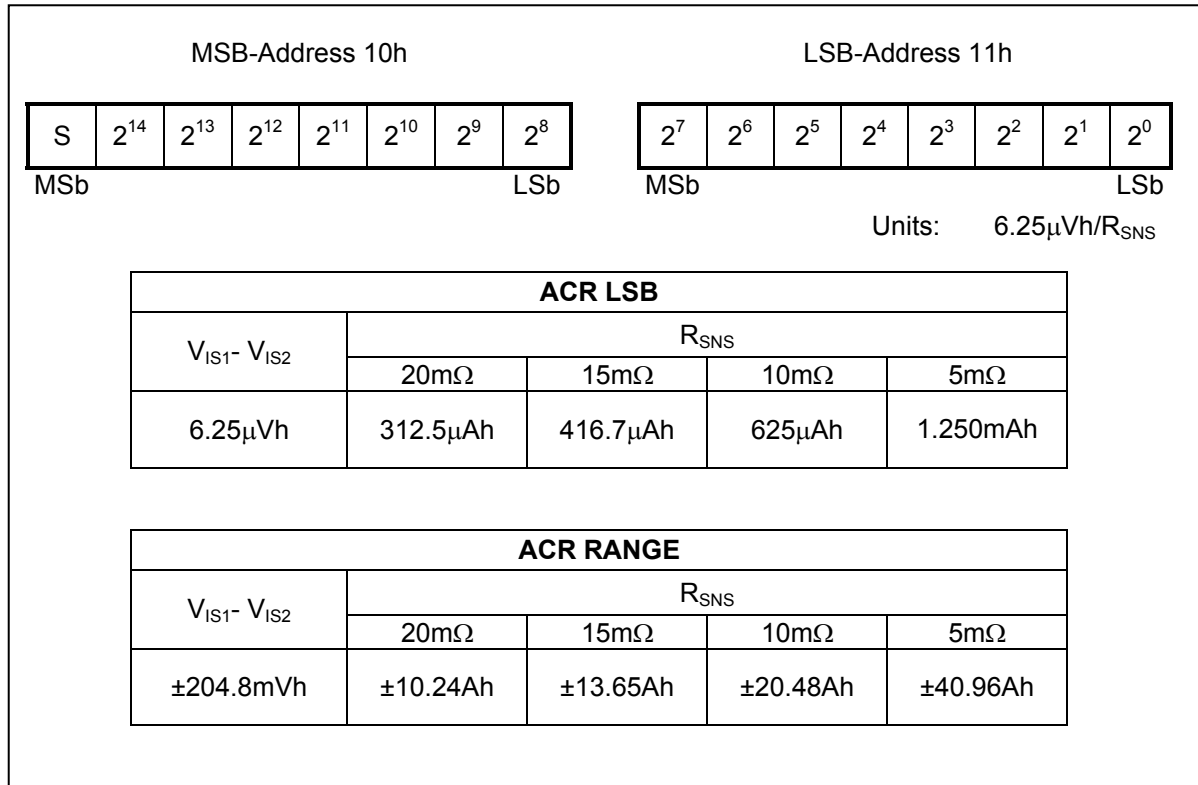 MSB-Address 10h LSB-Address 11h
S 2^14 2^13 2^12 2^11 2^10 2^9 2^8 2^7 2^6 2^5 2^4 2^3 2^2 2^1 2^0
MSb LSb MSb LSb
Units: 6.25μVh/R_SNS
ACR LSB
V_IS1- V_IS2 R_SNS
20mΩ 15mΩ 10mΩ 5mΩ
6.25μVh 312.5μAh 416.7μAh 625μAh 1.250mAh
ACR RANGE
V_IS1- V_IS2 R_SNS
20mΩ 15mΩ 10mΩ 5mΩ
±204.8mVh ±10.24Ah ±13.65Ah ±20.48Ah ±40.96Ah